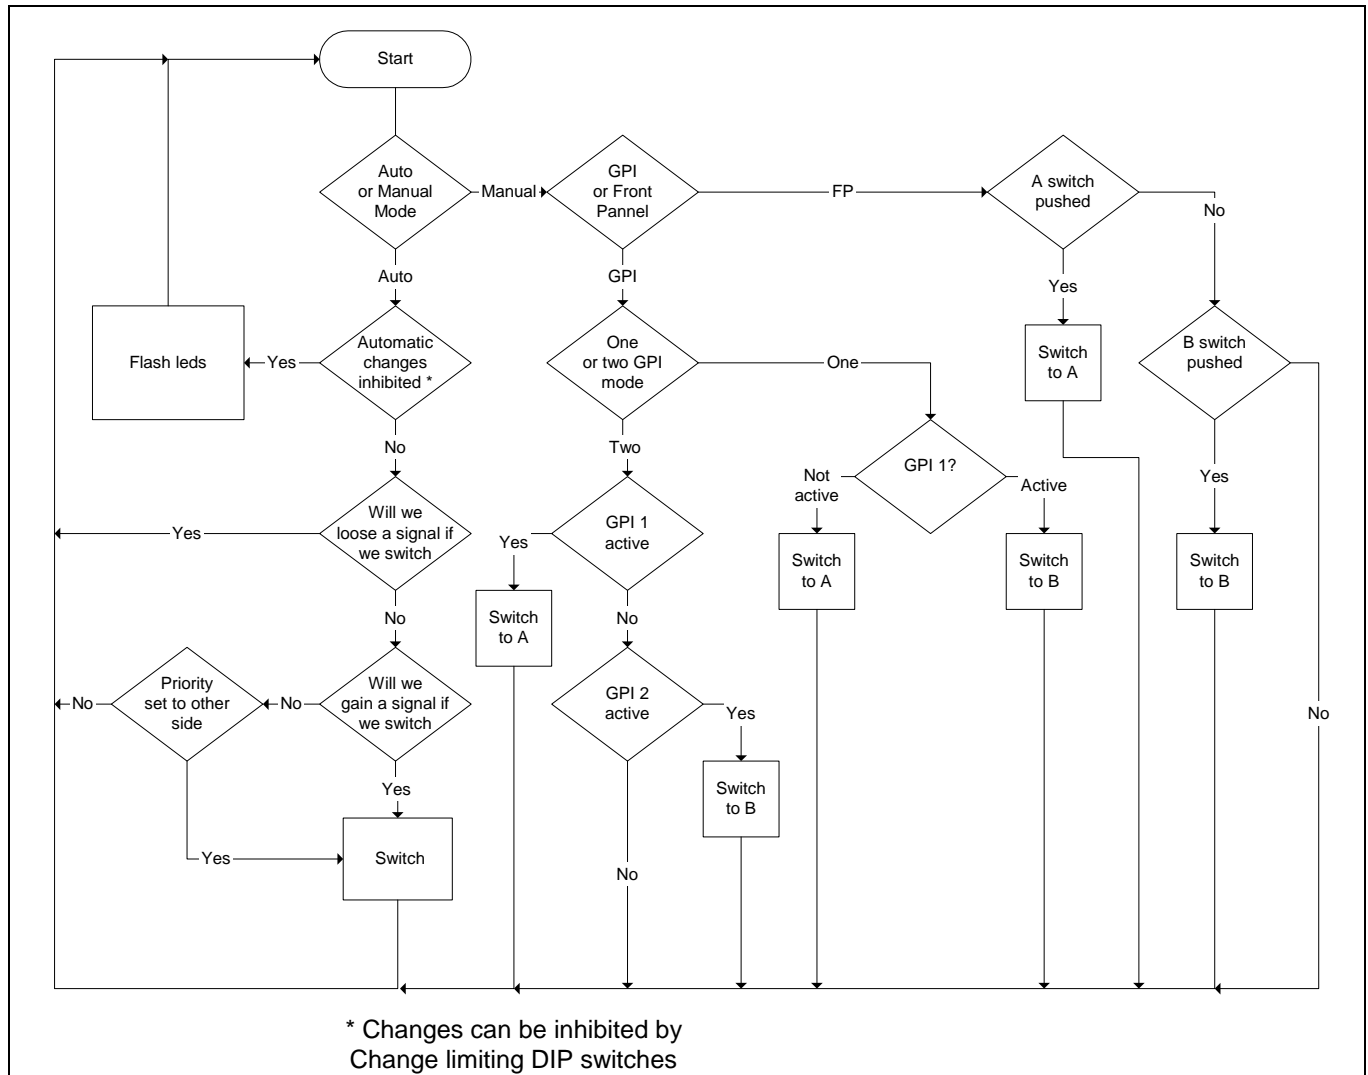 Start
Auto
or Manual
Mode
Manual
GPI
or Front
Pannel
FP
A switch
pushed
No
Auto
GPI
Yes
Flash leds
Yes
Automatic
changes
inhibited *
One
or two GPI
mode
One
Switch
to A
B switch
pushed
No
Two
GPI 1?
Not
active
Active
Yes
Yes
Will we
loose a signal if
we switch
Yes
GPI 1
active
Switch
to A
Switch
to B
Switch
to B
No
Switch
to A
No
No
Priority
set to other
side
No
Will we
gain a signal if
we switch
GPI 2
active
Yes
No
Yes
Switch
to B
Yes
Switch
No
* Changes can be inhibited by
Change limiting DIP switches